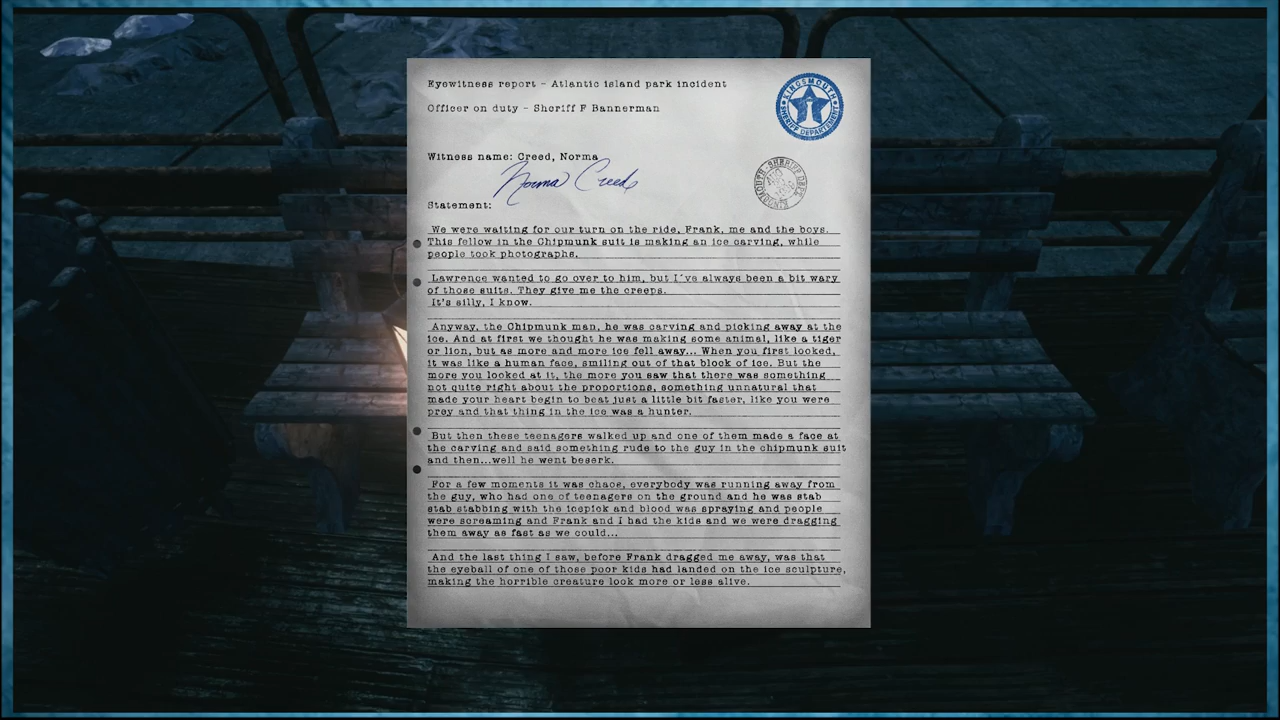 Eyewitness report - Atlantic island park incident
KINGSMOUTH
SHERIFF DEPARTEMENT
Officer on duty - Sheriff F Bannerman
Witness name: Creed, Norma
Norma Creed
KINGSMOUTH SHERIFF DEPT
Statement:
We were waiting for our turn on the ride, Frank, me and the boys.
This fellow in the Chipmunk suit is making an ice carving, while
people took photographs.
Lawrence wanted to go over to him, but I've always been a bit wary
of those suits. They give me the creeps.
It's silly, I know.
Anyway, the Chipmunk man, he was carving and picking away at the
ice. And at first we thought he was making some animal, like a tiger
or lion, but as more and more ice fell away... When you first looked,
it was like a human face, smiling out of that block of ice. But the
more you looked at it, the more you saw that there was something
not quite right about the proportions, something unnatural that
made your heart begin to beat just a little bit faster, like you were
prey and that thing in the ice was a hunter.
But then these teenagers walked up and one of them made a face at
the carving and said something rude to the guy in the chipmunk suit
and then...well he went beserk.
For a few moments it was chaos, everybody was running away from
the guy, who had one of teenagers on the ground and he was stab
stab stabbing with the icepick and blood was spraying and people
were screaming and Frank and I had the kids and we were dragging
them away as fast as we could...
And the last thing I saw, before Frank dragged me away, was that
the eyeball of one of those poor kids had landed on the ice sculpture,
making the horrible creature look more or less alive.